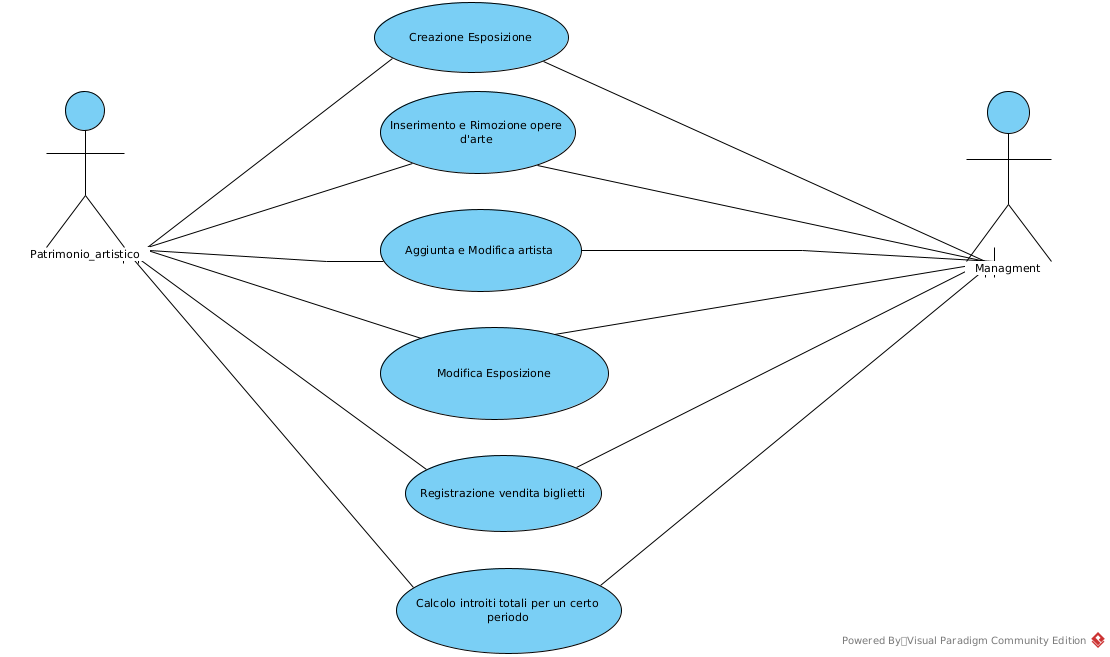 Creazione Esposizione
Inserimento e Rimozione opere
d'arte
Patrimonio_artistico
Aggiunta e Modifica artista
Managment
Modifica Esposizione
Registrazione vendita biglietti
Calcolo introiti totali per un certo
periodo
Powered By Visual Paradigm Community Edition